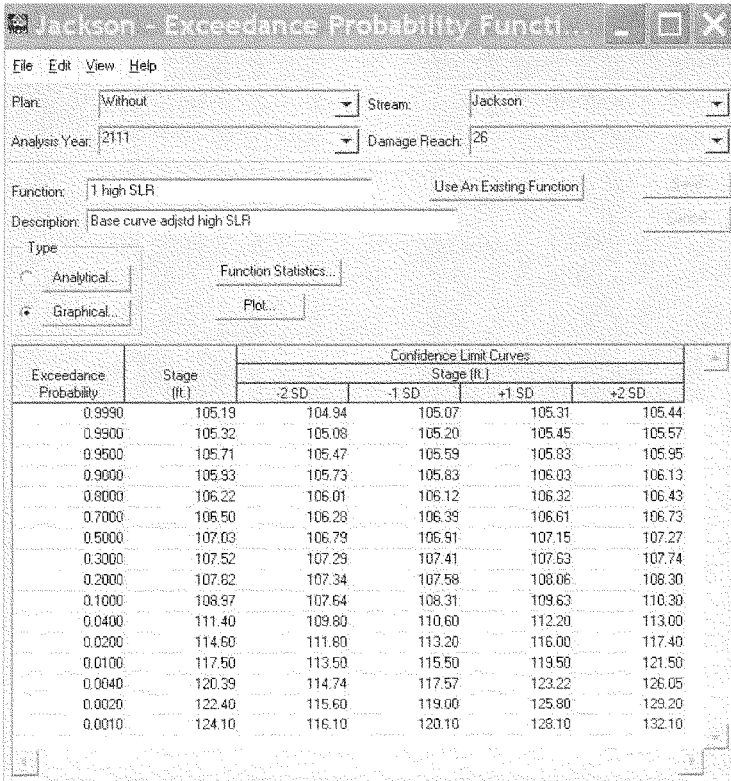 Jackson - Exceedance Probability Functi...
File Edit View Help
Plan: Without Stream: Jackson
Analysis Year: 2111 Damage Reach: 26
Function: 1 high SLR Use An Existing Function
Description: Base curve adjstd high SLR
Type
Analytical... Function Statistics...
Graphical... Plot...
Confidence Limit Curves
Exceedance Stage Stage (ft.)
Probability (ft.) -2 SD -1 SD +1 SD +2 SD
0.9990 105.19 104.94 105.07 105.31 105.44
0.9900 105.32 105.08 105.20 105.45 105.57
0.9500 105.71 105.47 105.59 105.83 105.95
0.9000 105.93 105.73 105.83 106.03 106.13
0.8000 106.22 106.01 106.12 106.32 106.43
0.7000 106.50 106.28 106.39 106.61 106.73
0.5000 107.03 106.79 106.91 107.15 107.27
0.3000 107.52 107.29 107.41 107.63 107.74
0.2000 107.82 107.34 107.58 108.06 108.30
0.1000 108.97 107.64 108.31 109.63 110.30
0.0400 111.40 109.80 110.60 112.20 113.00
0.0200 114.60 111.80 113.20 116.00 117.40
0.0100 117.50 113.50 115.50 119.50 121.50
0.0040 120.39 114.74 117.57 123.22 126.05
0.0020 122.40 115.60 119.00 125.80 129.20
0.0010 124.10 116.10 120.10 128.10 132.10